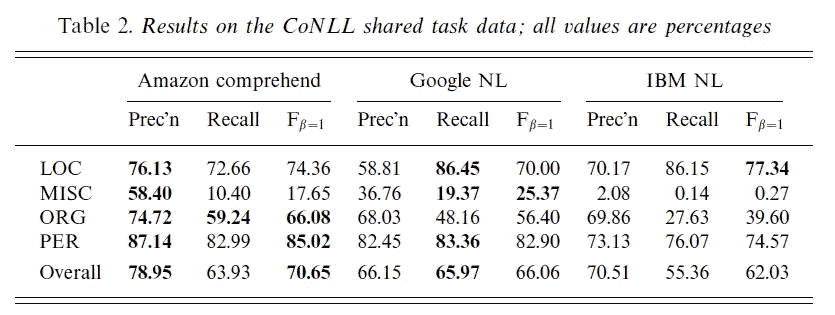 Table 2. Results on the CoNLL shared task data; all values are percentages
Amazon comprehend Google NL IBM NL
Prec'n Recall Fβ=1 Prec'n Recall Fβ=1 Prec'n Recall Fβ=1
LOC 76.13 72.66 74.36 58.81 86.45 70.00 70.17 86.15 77.34
MISC 58.40 10.40 17.65 36.76 19.37 25.37 2.08 0.14 0.27
ORG 74.72 59.24 66.08 68.03 48.16 56.40 69.86 27.63 39.60
PER 87.14 82.99 85.02 82.45 83.36 82.90 73.13 76.07 74.57
Overall 78.95 63.93 70.65 66.15 65.97 66.06 70.51 55.36 62.03